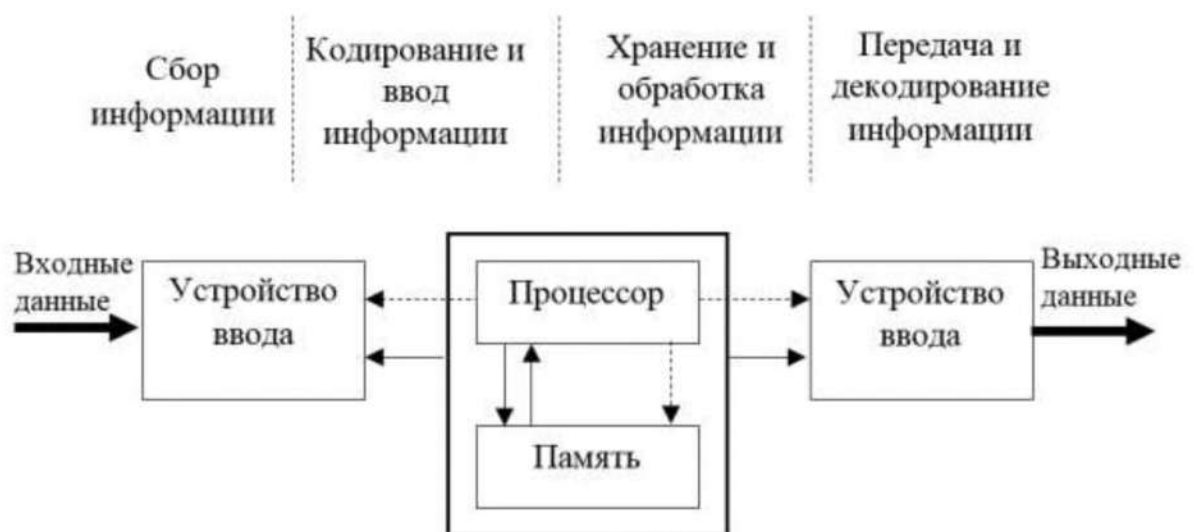 Сбор
информации
Кодирование и
ввод
информации
Хранение и
обработка
информации
Передача и
декодирование
информации
Входные
данные
Устройство
ввода
Процессор
Память
Устройство
ввода
Выходные
данные